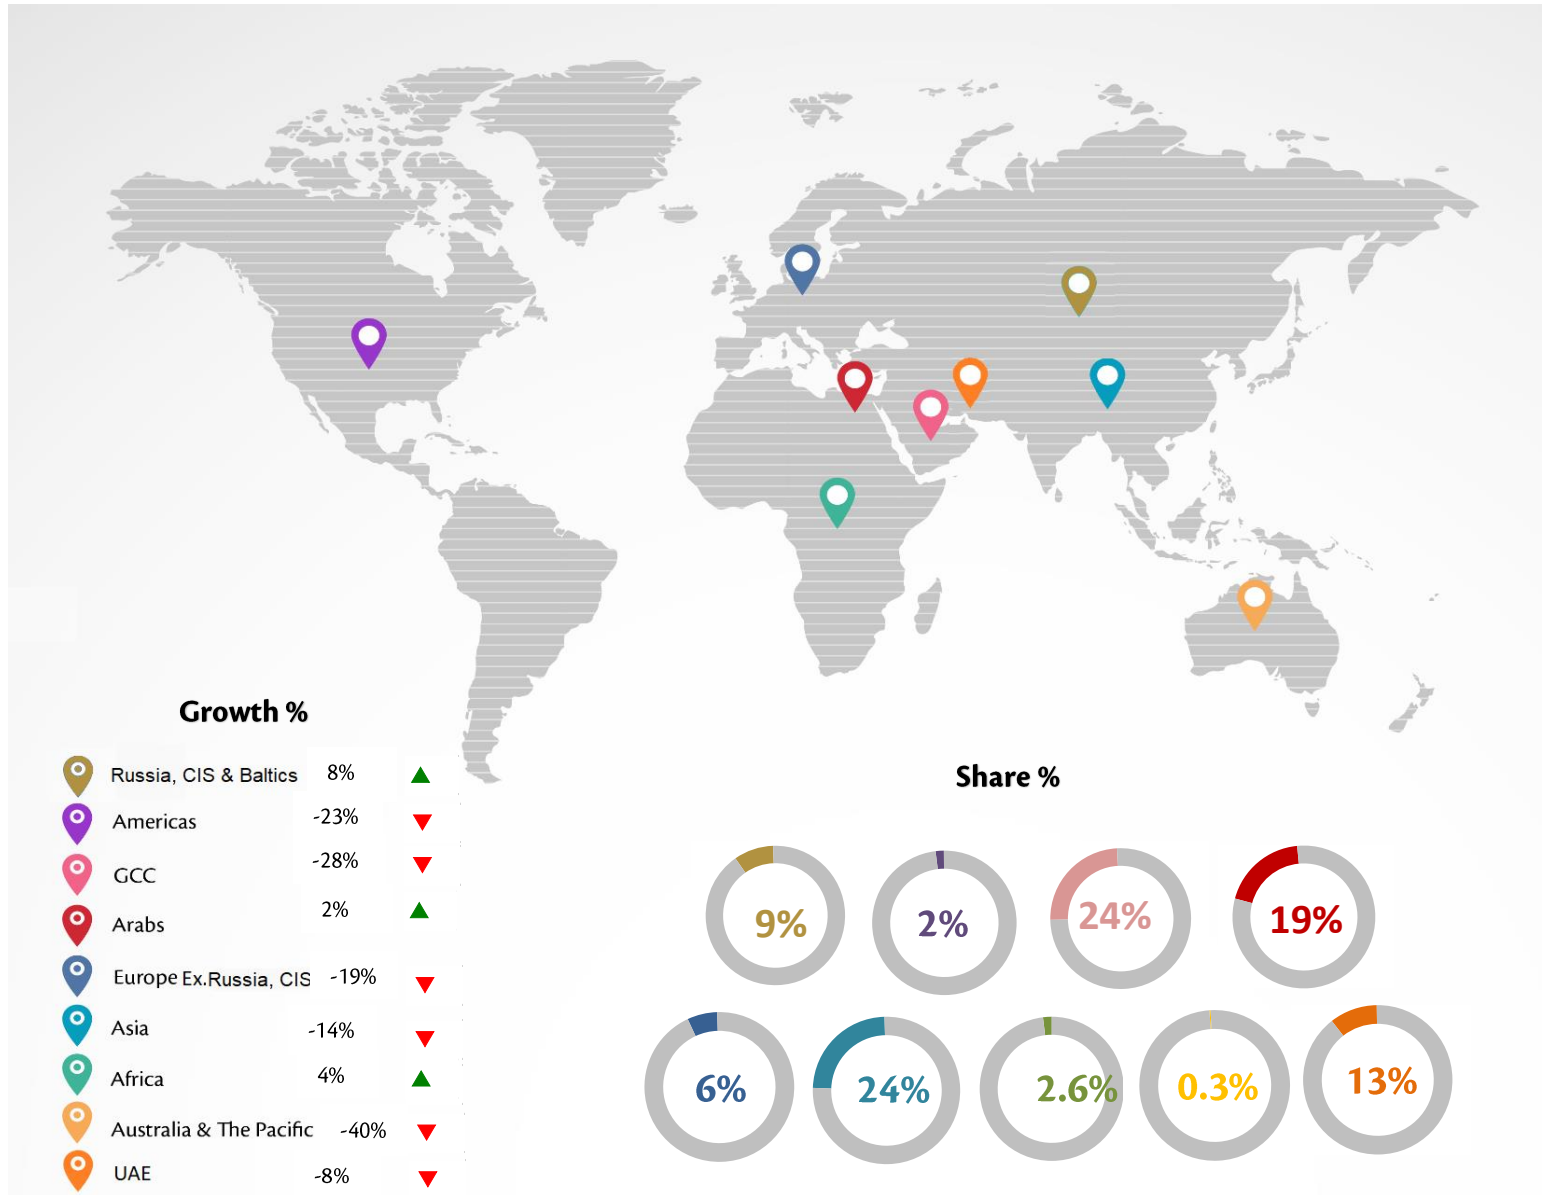 Growth %
Russia, CIS & Baltics 8%
Americas -23%
GCC -28%
Arabs 2%
Europe Ex.Russia, CIS -19%
Asia -14%
Africa 4%
Australia & The Pacific -40%
UAE -8%
Share %
9% 2% 24% 19%
6% 24% 2.6% 0.3% 13%